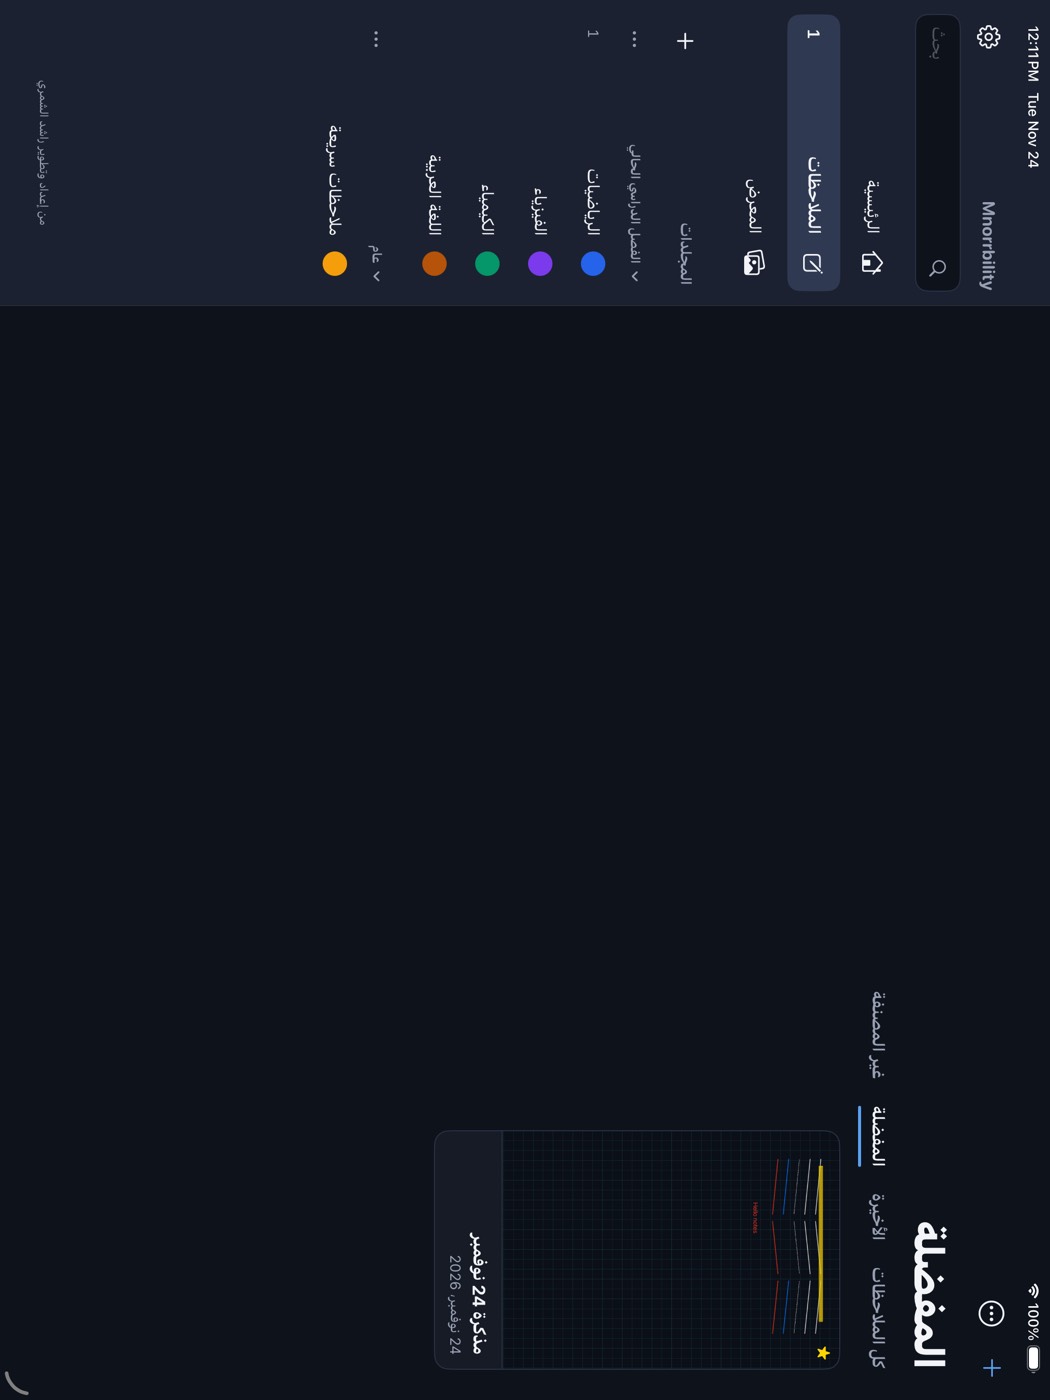 12:11 PM Tue Nov 24
100%
Mnorrbility
بحث
الرئيسية
الملاحظات 1
المعرض
المجلدات
الفصل الدراسي الحالي
الرياضيات 1
الفيزياء
الكيمياء
اللغة العربية
عام
ملاحظات سريعة
من إعداد وتطوير راشد الشمري
المفضلة
كل الملاحظات الأخيرة المفضلة غير المصنفة
Hello notes
مذكرة 24 نوفمبر
24 نوفمبر، 2026